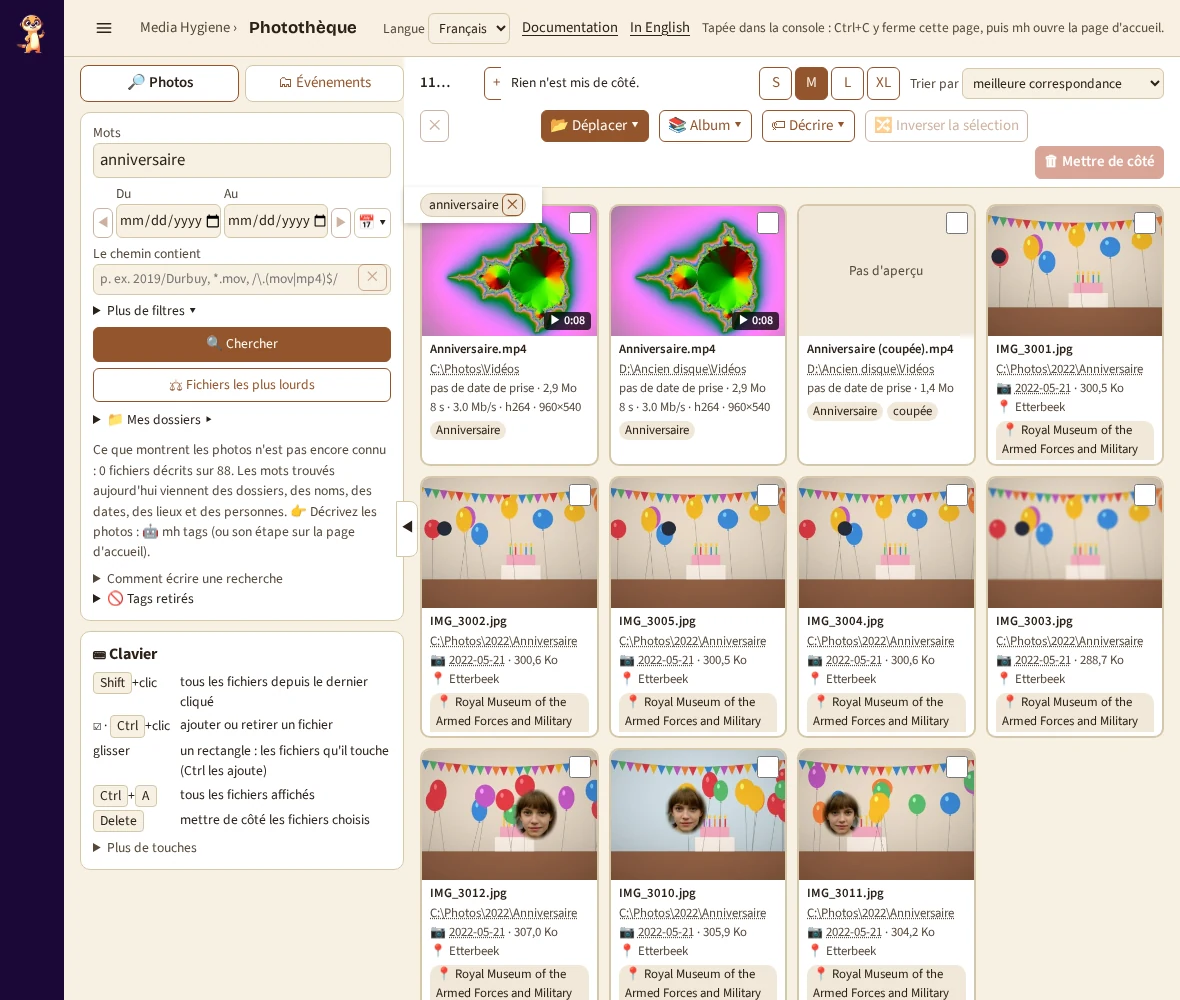 Media Hygiene › Photothèque Langue Français Documentation In English Tapée dans la console : Ctrl+C y ferme cette page, puis mh ouvre la page d'accueil.
🔎 Photos
🗂 Événements
Mots
anniversaire
Du Au
◀ mm/dd/yyyy mm/dd/yyyy ▶ 📅 ▾
Le chemin contient
p. ex. 2019/Durbuy, *.mov, /\.(mov|mp4)$/ ✕
▶ Plus de filtres ▾
🔍 Chercher
⚖ Fichiers les plus lourds
▶ 📁 Mes dossiers ▸
Ce que montrent les photos n'est pas encore connu
: 0 fichiers décrits sur 88. Les mots trouvés
aujourd'hui viennent des dossiers, des noms, des
dates, des lieux et des personnes. 👉 Décrivez les
photos : 🤖 mh tags (ou son étape sur la page
d'accueil).
▶ Comment écrire une recherche
▶ 🚫 Tags retirés
⌨ Clavier
Shift+clic tous les fichiers depuis le dernier
cliqué
☑ · Ctrl+clic ajouter ou retirer un fichier
glisser un rectangle : les fichiers qu'il touche
(Ctrl les ajoute)
Ctrl+A tous les fichiers affichés
Delete mettre de côté les fichiers choisis
▶ Plus de touches
◀
11… + Rien n'est mis de côté. S M L XL Trier par meilleure correspondance
✕ 📂 Déplacer ▾ 📚 Album ▾ 🏷 Décrire ▾ 🔀 Inverser la sélection
🗑 Mettre de côté
anniversaire ✕
▶ 0:08
Anniversaire.mp4
C:\Photos\Vidéos
pas de date de prise · 2,9 Mo
8 s · 3.0 Mb/s · h264 · 960×540
Anniversaire
▶ 0:08
Anniversaire.mp4
D:\Ancien disque\Vidéos
pas de date de prise · 2,9 Mo
8 s · 3.0 Mb/s · h264 · 960×540
Anniversaire
Pas d'aperçu
Anniversaire (coupée).mp4
D:\Ancien disque\Vidéos
pas de date de prise · 1,4 Mo
Anniversaire coupée
IMG_3001.jpg
C:\Photos\2022\Anniversaire
📷 2022-05-21 · 300,5 Ko
📍 Etterbeek
📍 Royal Museum of the
Armed Forces and Military
IMG_3002.jpg
C:\Photos\2022\Anniversaire
📷 2022-05-21 · 300,6 Ko
📍 Etterbeek
📍 Royal Museum of the
Armed Forces and Military
IMG_3005.jpg
C:\Photos\2022\Anniversaire
📷 2022-05-21 · 300,5 Ko
📍 Etterbeek
📍 Royal Museum of the
Armed Forces and Military
IMG_3004.jpg
C:\Photos\2022\Anniversaire
📷 2022-05-21 · 300,6 Ko
📍 Etterbeek
📍 Royal Museum of the
Armed Forces and Military
IMG_3003.jpg
C:\Photos\2022\Anniversaire
📷 2022-05-21 · 288,7 Ko
📍 Etterbeek
📍 Royal Museum of the
Armed Forces and Military
IMG_3012.jpg
C:\Photos\2022\Anniversaire
📷 2022-05-21 · 307,0 Ko
📍 Etterbeek
📍 Royal Museum of the
Armed Forces and Military
IMG_3010.jpg
C:\Photos\2022\Anniversaire
📷 2022-05-21 · 305,9 Ko
📍 Etterbeek
📍 Royal Museum of the
Armed Forces and Military
IMG_3011.jpg
C:\Photos\2022\Anniversaire
📷 2022-05-21 · 304,2 Ko
📍 Etterbeek
📍 Royal Museum of the
Armed Forces and Military